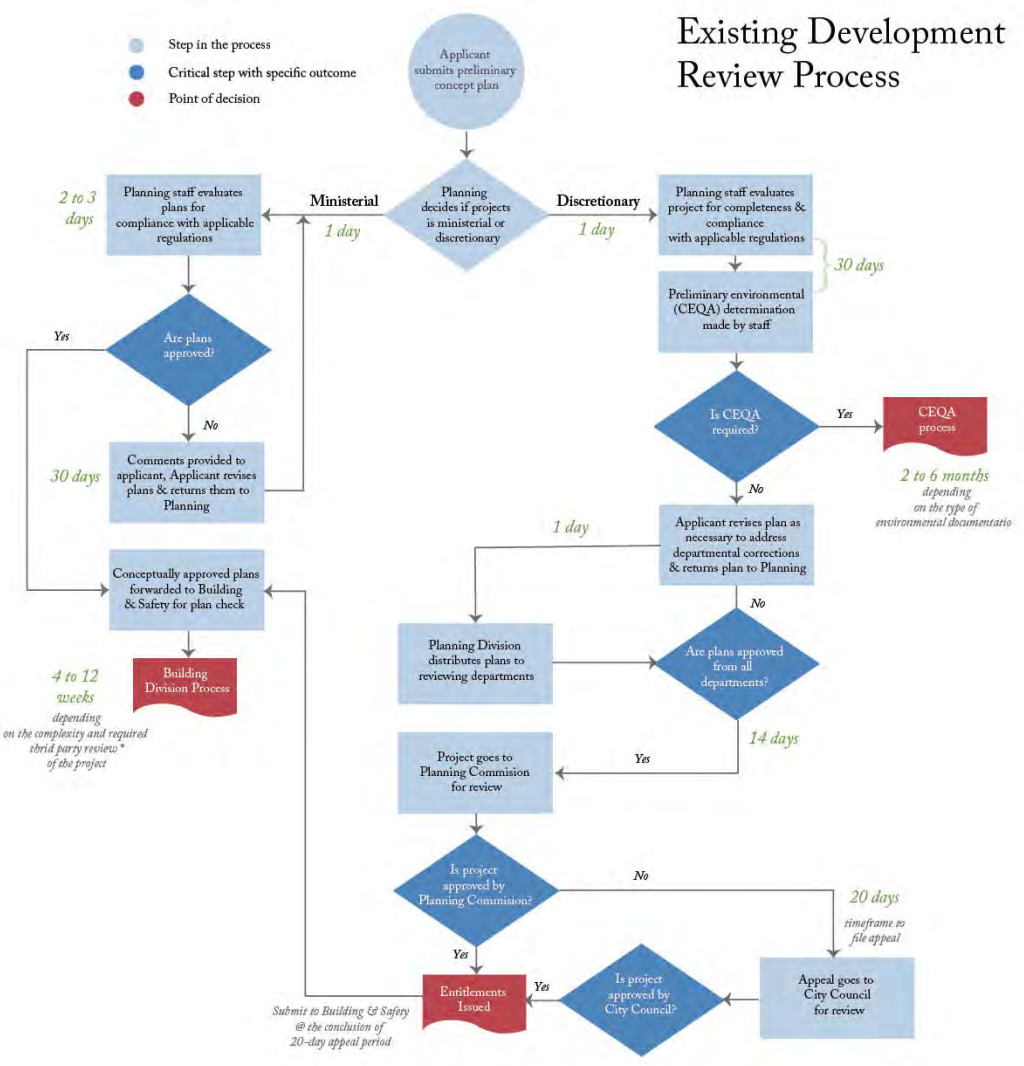 Existing Development
Review Process
Step in the process
Critical step with specific outcome
Point of decision
Applicant
submits preliminary
concept plan
Planning
decides if projects
is ministerial or
discretionary
Ministerial
1 day
Discretionary
1 day
2 to 3
days
Planning staff evaluates
plans for
compliance with applicable
regulations
Are plans
approved?
Yes
No
30 days
Comments provided to
applicant, Applicant revises
plans & returns them to
Planning
Conceptually approved plans
forwarded to Building
& Safety for plan check
Building
Division Process
4 to 12
weeks
depending
on the complexity and required
thrid party review *
of the project
Planning staff evaluates
project for completeness &
compliance
with applicable regulations
30 days
Preliminary environmental
(CEQA) determination
made by staff
Is CEQA
required?
Yes
CEQA
process
2 to 6 months
depending
on the type of
environmental documentatio
No
Applicant revises plan as
necessary to address
departmental corrections
& returns plan to Planning
1 day
No
Planning Division
distributes plans to
reviewing departments
Are plans approved
from all
departments?
14 days
Yes
Project goes to
Planning Commision
for review
Is project
approved by
Planning Commision?
No
20 days
timeframe to
file appeal
Yes
Appeal goes to
City Council
for review
Is project
approved by
City Council?
Yes
Entitlements
Issued
Submit to Building & Safety
@ the conclusion of
20-day appeal period